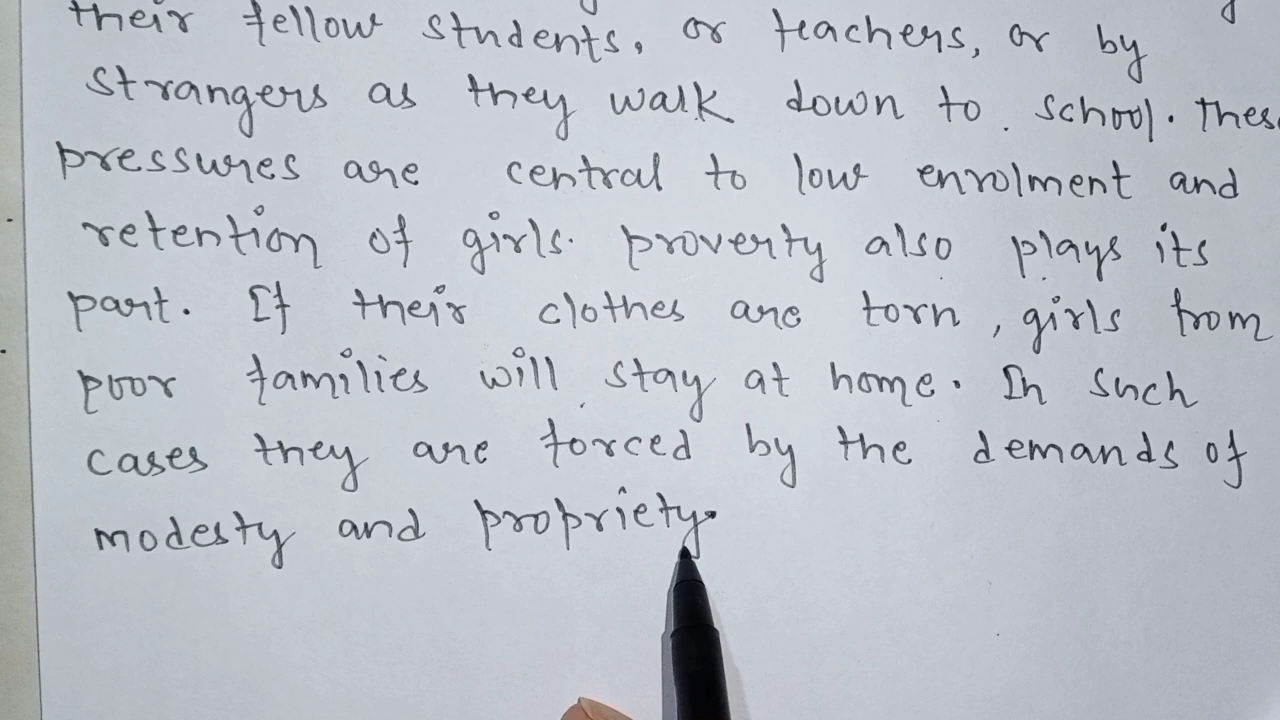 their fellow students, or teachers, or by
strangers as they walk down to school. These
pressures are central to low enrolment and
retention of girls. proverty also plays its
part. If their clothes are torn, girls from
poor families will stay at home. In such
cases they are forced by the demands of
modesty and propriety.